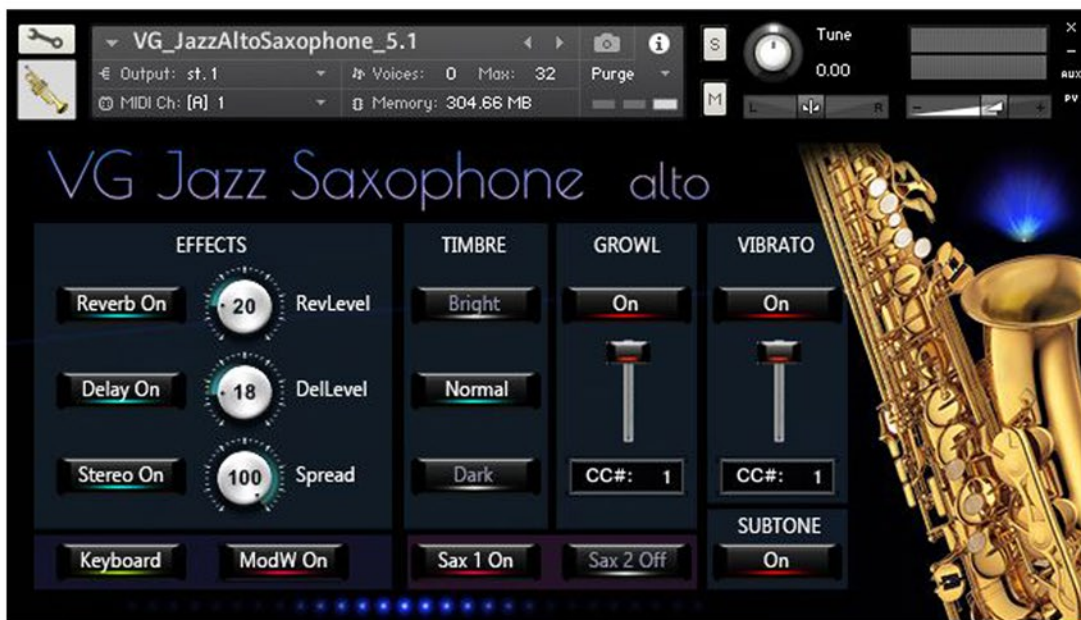 VG_JazzAltoSaxophone_5.1
Output: st.1 Voices: 0 Max: 32 Purge
MIDI Ch: [A] 1 Memory: 304.66 MB
S
M
Tune
0.00
L R
- +
×
-
AUX
PV
VG Jazz Saxophone alto
EFFECTS
Reverb On 20 RevLevel
Delay On 18 DelLevel
Stereo On 100 Spread
TIMBRE
Bright
Normal
Dark
GROWL
On
CC#: 1
VIBRATO
On
CC#: 1
SUBTONE
On
Keyboard ModW On Sax 1 On Sax 2 Off